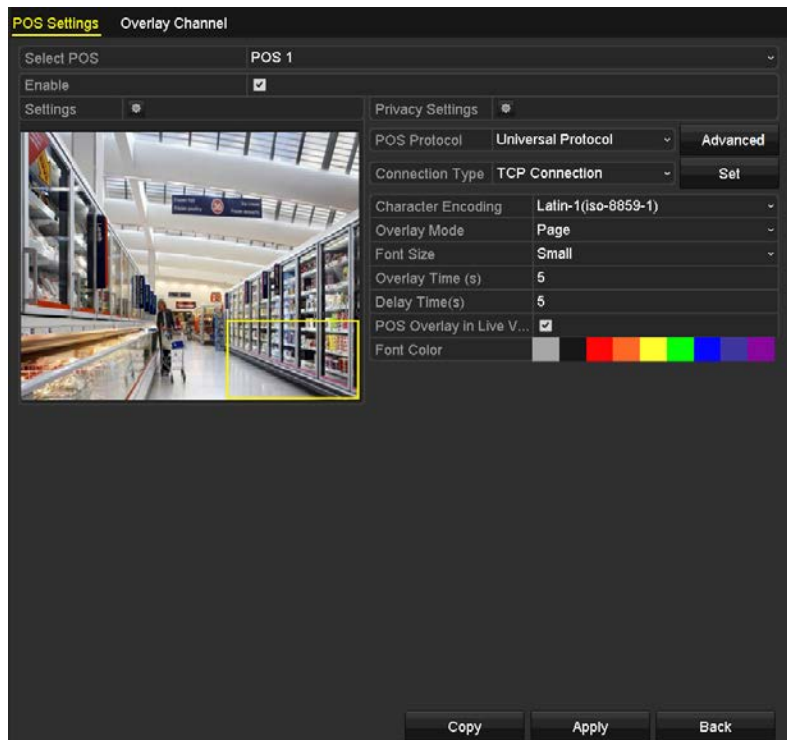 POS Settings Overlay Channel
Select POS POS 1
Enable
Settings Privacy Settings
POS Protocol Universal Protocol Advanced
Connection Type TCP Connection Set
Character Encoding Latin-1(iso-8859-1)
Overlay Mode Page
Font Size Small
Overlay Time (s) 5
Delay Time(s) 5
POS Overlay in Live V...
Font Color
Copy Apply Back